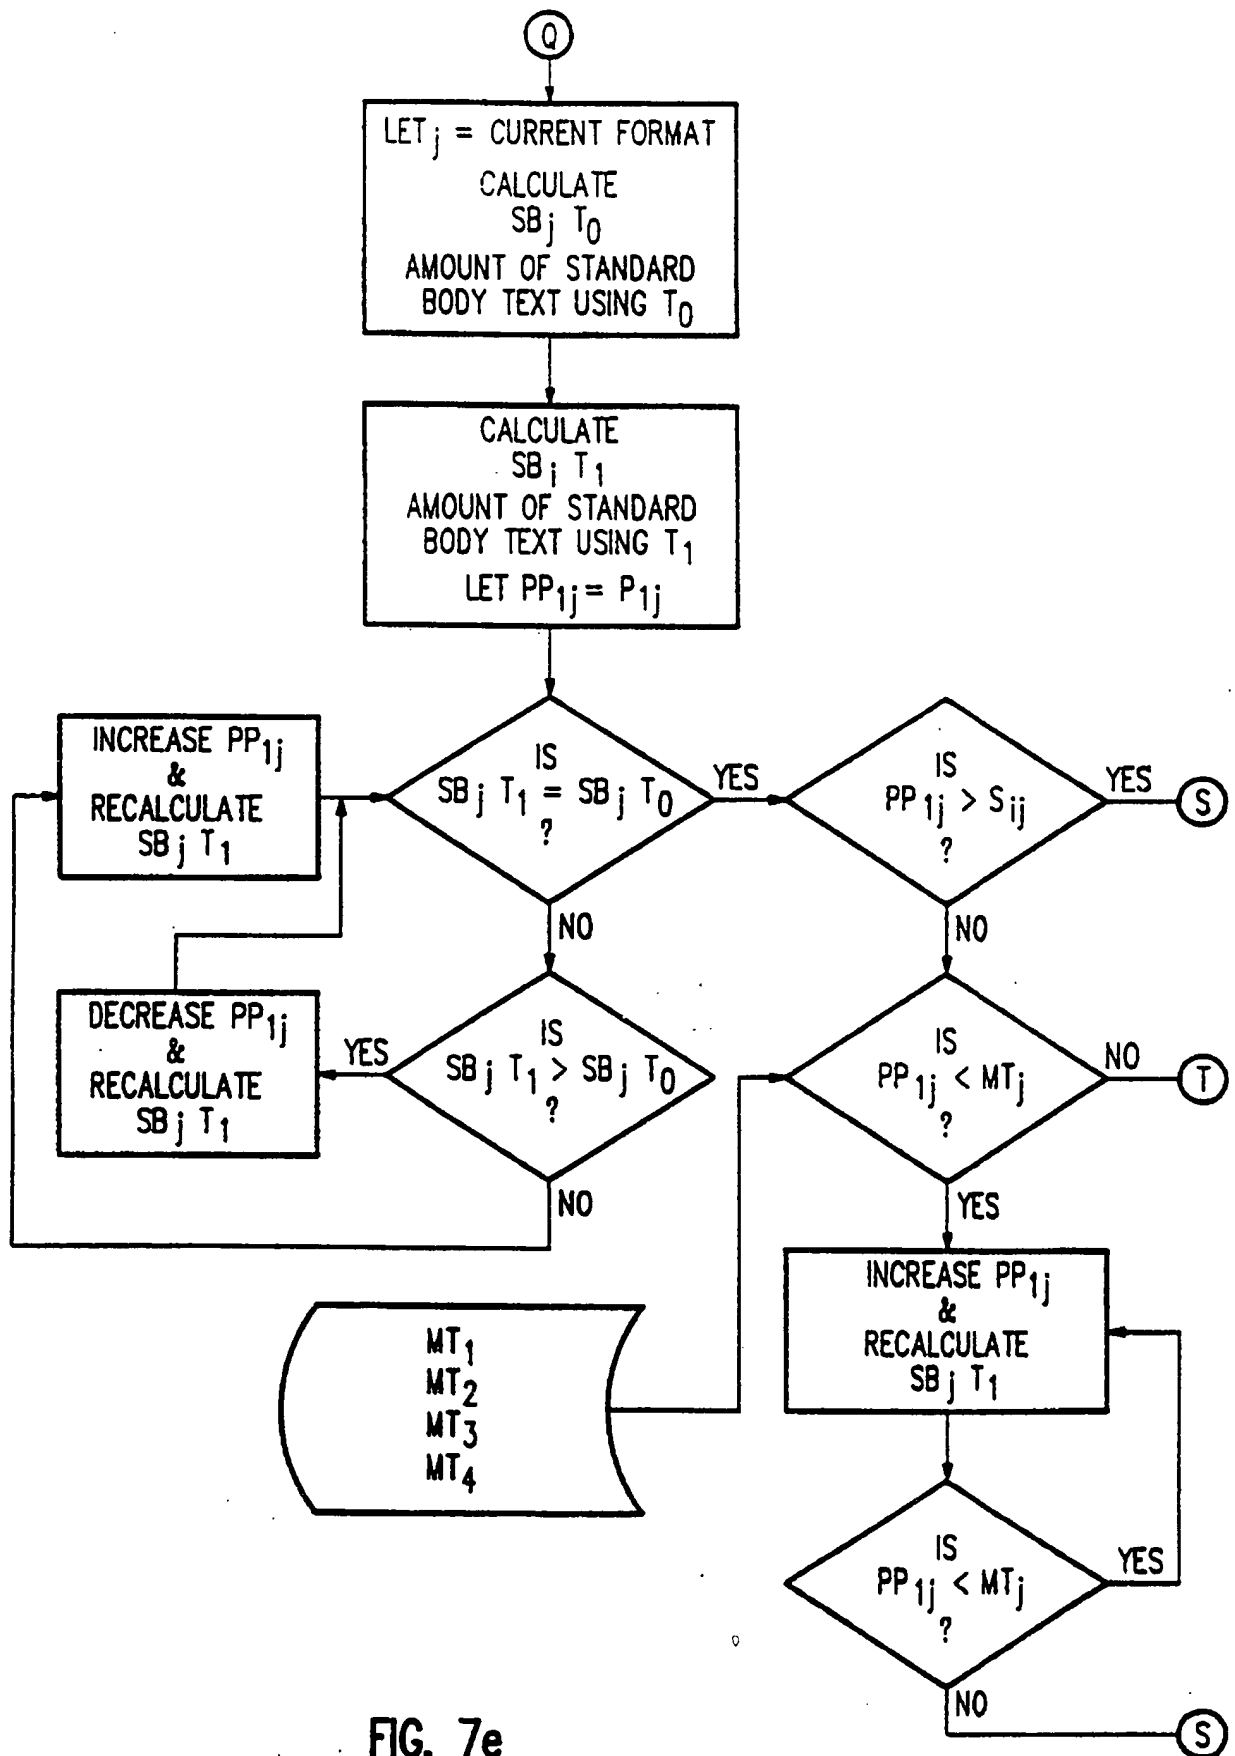 Q
LET j = CURRENT FORMAT
CALCULATE
SB j T0
AMOUNT OF STANDARD
BODY TEXT USING T0
CALCULATE
SB j T1
AMOUNT OF STANDARD
BODY TEXT USING T1
LET PP1j = P1j
INCREASE PP1j
&
RECALCULATE
SB j T1
IS
SB j T1 = SB j T0
?
YES
NO
IS
PP1j > S ij
?
YES
S
NO
DECREASE PP1j
&
RECALCULATE
SB j T1
YES
IS
SB j T1 > SB j T0
?
NO
IS
PP1j < MTj
?
NO
T
YES
INCREASE PP1j
&
RECALCULATE
SB j T1
MT1
MT2
MT3
MT4
IS
PP1j < MTj
?
YES
NO
S
FIG. 7e